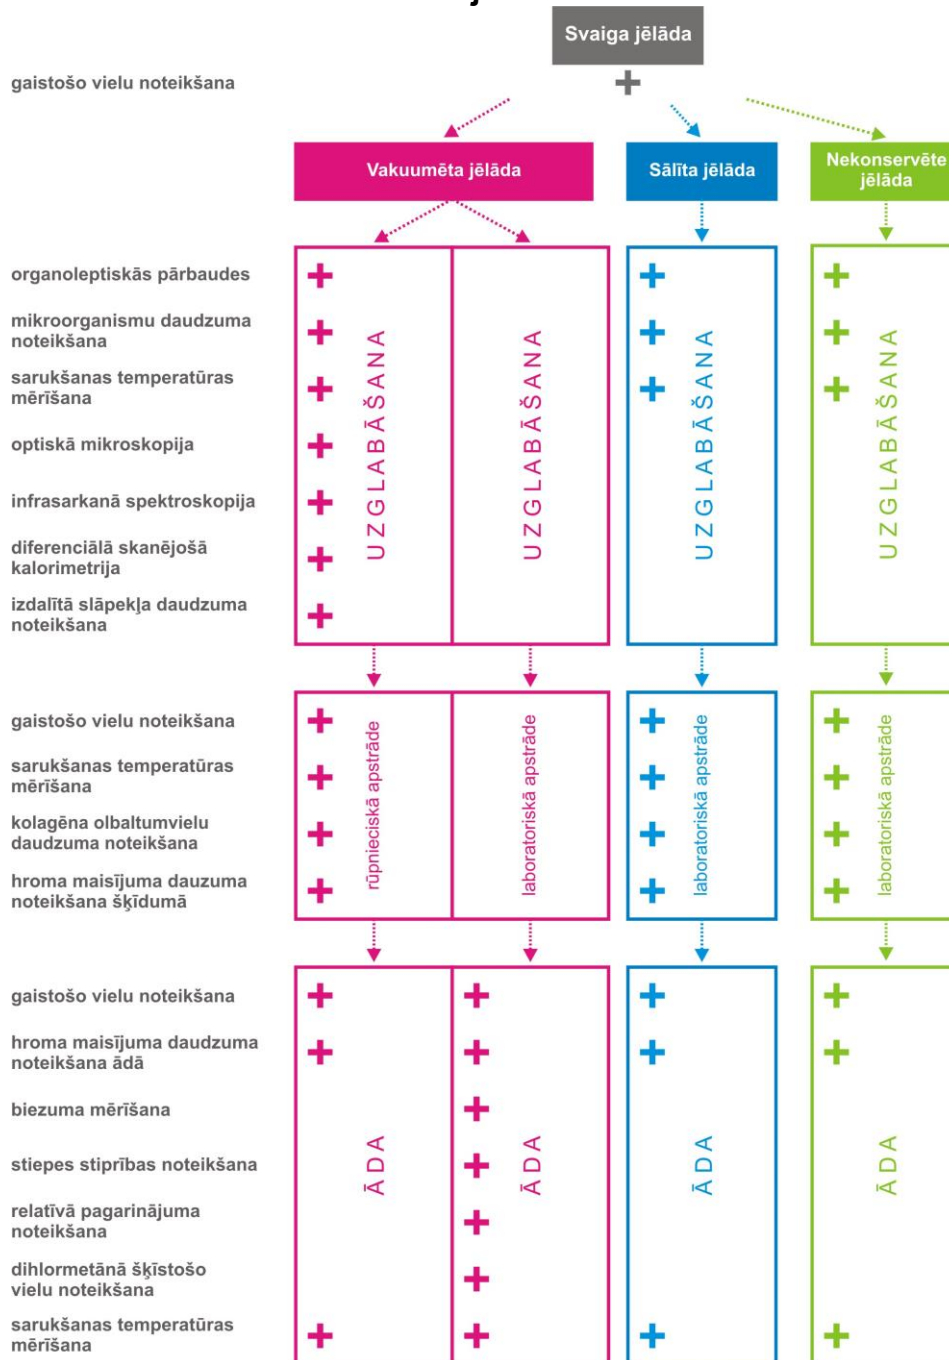 Svaiga jēlāda
gaistošo vielu noteikšana
Vakuumēta jēlāda
Sālīta jēlāda
Nekonservēte
jēlāda
organoleptiskās pārbaudes
mikroorganismu daudzuma
noteikšana
sarukšanas temperatūras
mērīšana
optiskā mikroskopija
infrasarkanā spektroskopija
diferenciālā skanējošā
kalorimetrija
izdalītā slāpekļa daudzuma
noteikšana
UZGLABĀŠANA
UZGLABĀŠANA
UZGLABĀŠANA
UZGLABĀŠANA
gaistošo vielu noteikšana
sarukšanas temperatūras
mērīšana
kolagēna olbaltumvielu
daudzuma noteikšana
hroma maisījuma dauzuma
noteikšana šķīdumā
rūpnieciskā apstrāde
laboratoriskā apstrāde
laboratoriskā apstrāde
laboratoriskā apstrāde
gaistošo vielu noteikšana
hroma maisījuma daudzuma
noteikšana ādā
biezuma mērīšana
stiepes stiprības noteikšana
relatīvā pagarinājuma
noteikšana
dihlormetānā šķīstošo
vielu noteikšana
sarukšanas temperatūras
mērīšana
ĀDA
ĀDA
ĀDA
ĀDA